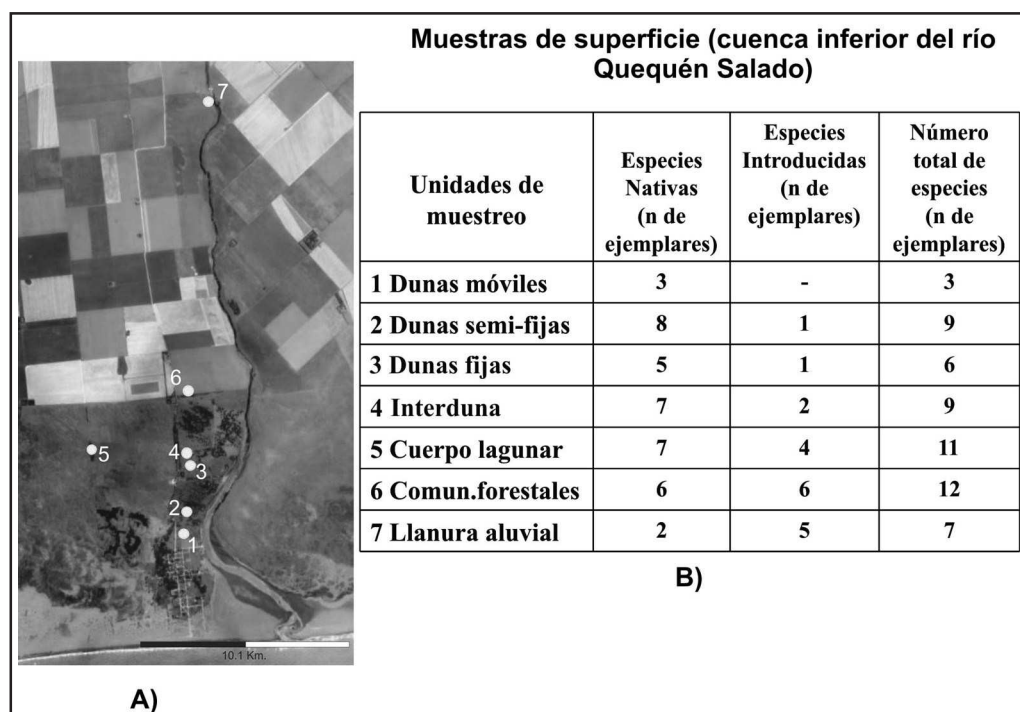 Muestras de superficie (cuenca inferior del río
Quequén Salado)
7
6
5
4
3
2
1
10.1 Km.
A)
Unidades de
muestreo
Especies
Nativas
(n de
ejemplares)
Especies
Introducidas
(n de
ejemplares)
Número
total de
especies
(n de
ejemplares)
1 Dunas móviles 3 - 3
2 Dunas semi-fijas 8 1 9
3 Dunas fijas 5 1 6
4 Interduna 7 2 9
5 Cuerpo lagunar 7 4 11
6 Comun.forestales 6 6 12
7 Llanura aluvial 2 5 7
B)